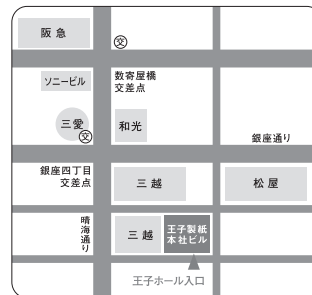 阪急
交
ソニービル
数寄屋橋
交差点
三愛
交
和光
銀座通り
銀座四丁目
交差点
三越
松屋
晴海通り
三越
王子製紙
本社ビル
王子ホール入口